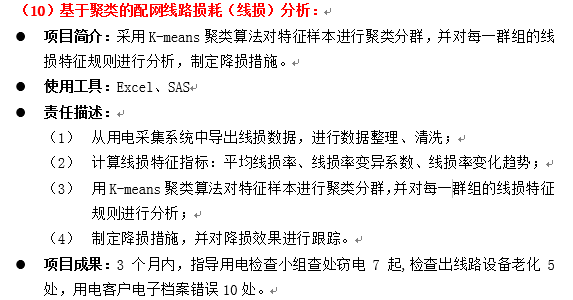 （10）基于聚类的配网线路损耗（线损）分析：
● 项目简介：采用K-means 聚类算法对特征样本进行聚类分群，并对每一群组的线
损特征规则进行分析，制定降损措施。
● 使用工具：Excel、SAS
● 责任描述：
（1） 从用电采集系统中导出线损数据，进行数据整理、清洗；
（2） 计算线损特征指标：平均线损率、线损率变异系数、线损率变化趋势；
（3） 用K-means 聚类算法对特征样本进行聚类分群，并对每一群组的线损特征
规则进行分析；
（4） 制定降损措施，并对降损效果进行跟踪。
● 项目成果：3 个月内，指导用电检查小组查处窃电 7 起,检查出线路设备老化 5
处，用电客户电子档案错误 10 处。